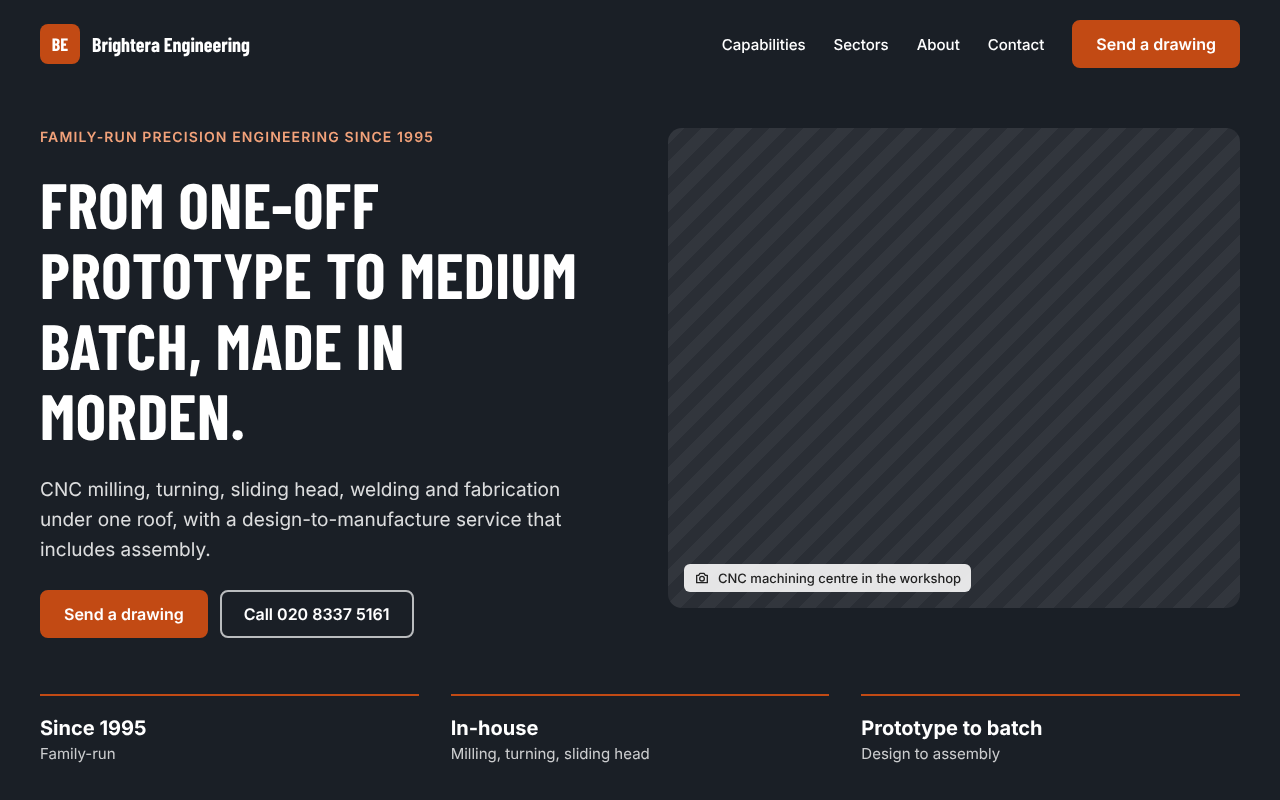 BE
Brightera Engineering
Capabilities
Sectors
About
Contact
Send a drawing
FAMILY-RUN PRECISION ENGINEERING SINCE 1995
FROM ONE-OFF
PROTOTYPE TO MEDIUM
BATCH, MADE IN
MORDEN.
CNC milling, turning, sliding head, welding and fabrication
under one roof, with a design-to-manufacture service that
includes assembly.
Send a drawing
Call 020 8337 5161
CNC machining centre in the workshop
Since 1995
Family-run
In-house
Milling, turning, sliding head
Prototype to batch
Design to assembly